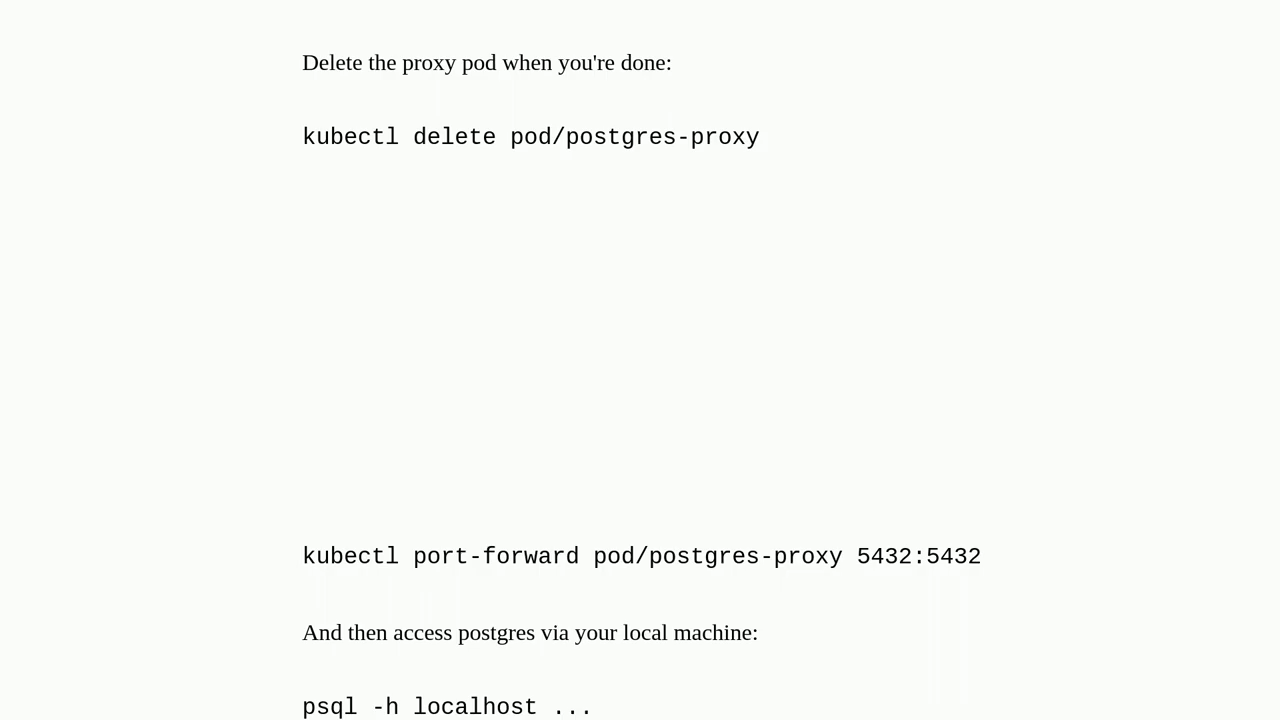 Delete the proxy pod when you're done:
kubectl delete pod/postgres-proxy
kubectl port-forward pod/postgres-proxy 5432:5432
And then access postgres via your local machine:
psql -h localhost ...